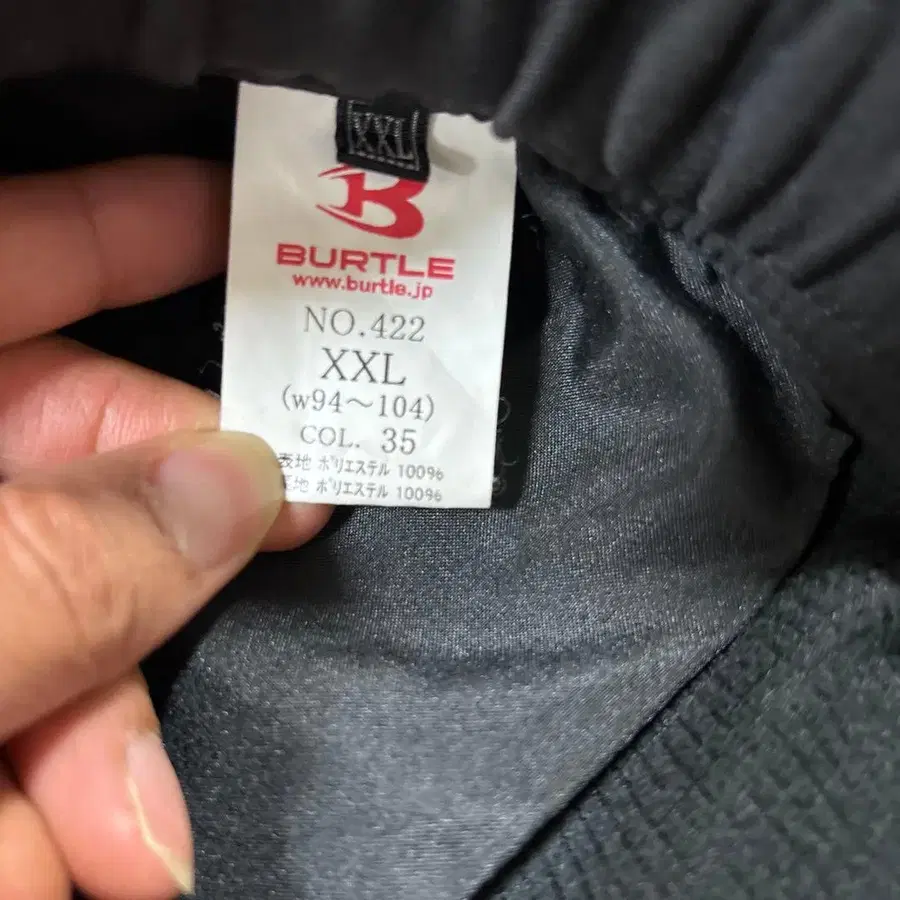 XXL
BURTLE
www.burtle.jp
NO.422
XXL
(w94～104)
COL. 35
表地 ポリエステル 100%
裏地 ポリエステル 100%